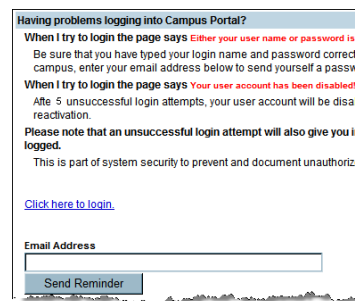 Having problems logging into Campus Portal?
When I try to login the page says Either your user name or password is
Be sure that you have typed your login name and password correct
campus, enter your email address below to send yourself a passw
When I try to login the page says Your user account has been disabled!
Afte 5 unsuccessful login attempts, your user account will be disa
reactivation.
Please note that an unsuccessful login attempt will also give you i
logged.
This is part of system security to prevent and document unauthoriz
Click here to login.
Email Address
Send Reminder